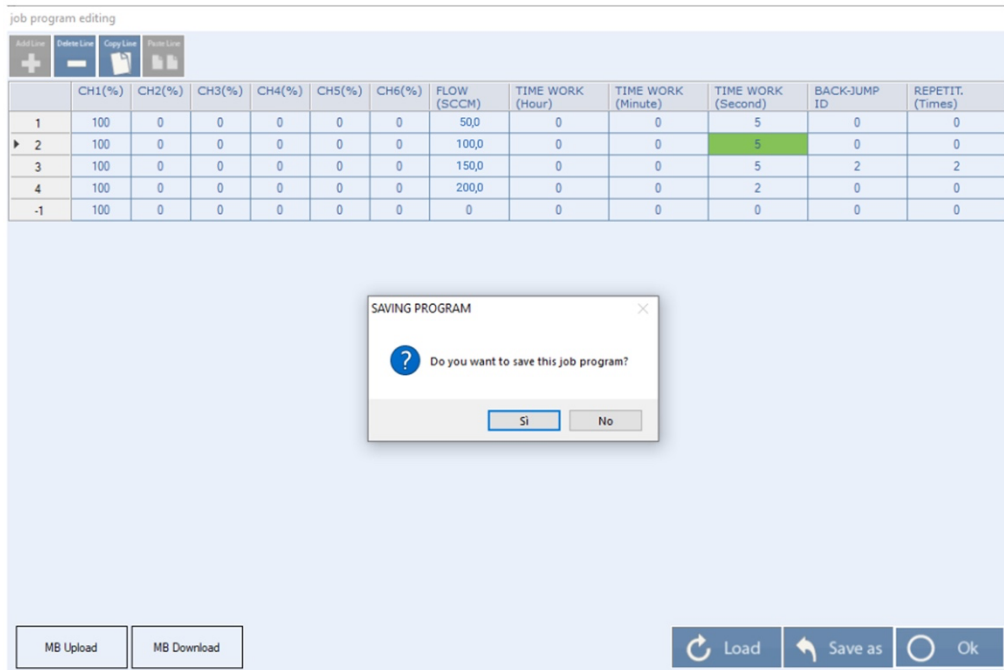 job program editing
Add Line Delete Line Copy Line Paste Line
CH1(%) CH2(%) CH3(%) CH4(%) CH5(%) CH6(%) FLOW (SCCM) TIME WORK (Hour) TIME WORK (Minute) TIME WORK (Second) BACK-JUMP ID REPETIT. (Times)
1 100 0 0 0 0 0 50,0 0 0 5 0 0
2 100 0 0 0 0 0 100,0 0 0 5 0 0
3 100 0 0 0 0 0 150,0 0 0 5 2 2
4 100 0 0 0 0 0 200,0 0 0 2 0 0
-1 100 0 0 0 0 0 0 0 0 0 0 0
SAVING PROGRAM
Do you want to save this job program?
Sì No
MB Upload MB Download Load Save as Ok